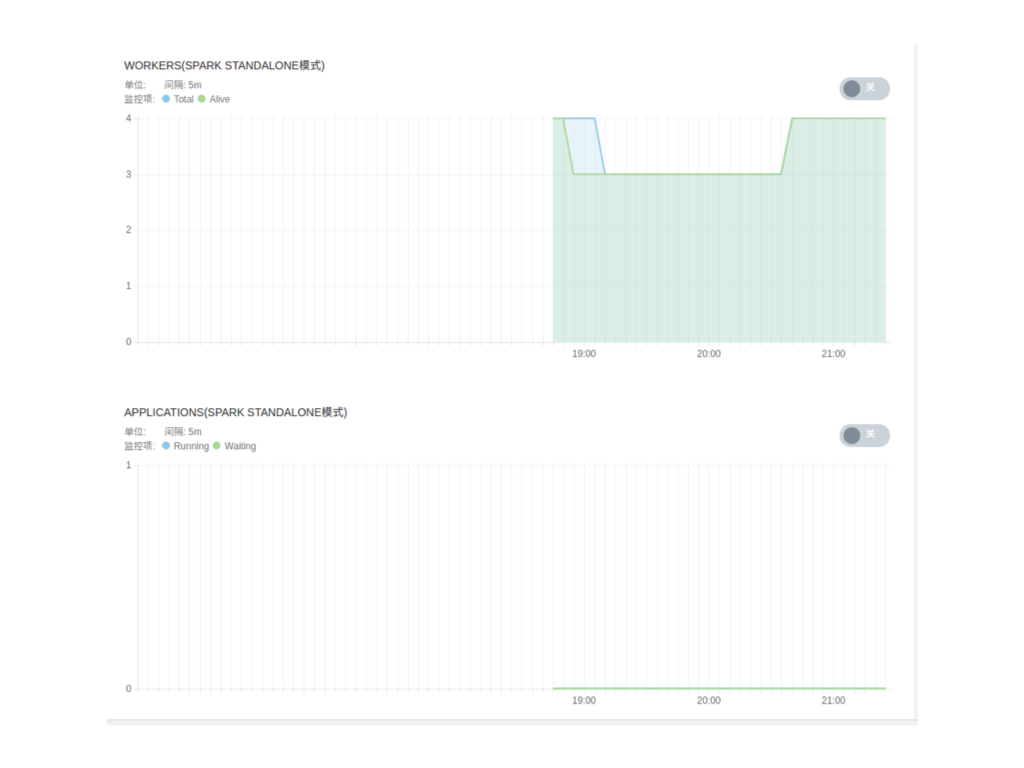 WORKERS(SPARK STANDALONE模式)
单位: 间隔: 5m
关
监控项: Total Alive
4
3
2
1
0
19:00 20:00 21:00
APPLICATIONS(SPARK STANDALONE模式)
单位: 间隔: 5m
关
监控项: Running Waiting
1
0
19:00 20:00 21:00